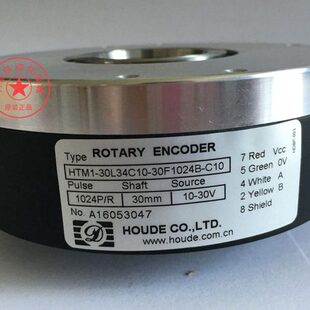 Type ROTARY ENCODER
HTM1-30L34C10-30F1024B-C10
Pulse Shaft Source
1024P/R 30mm 10-30V
No. A16053047
7 Red Vcc
5 Green 0V
4 White A
2 Yellow B
8 Shield
HOUDE CO.,LTD.
www.houde.com.cn